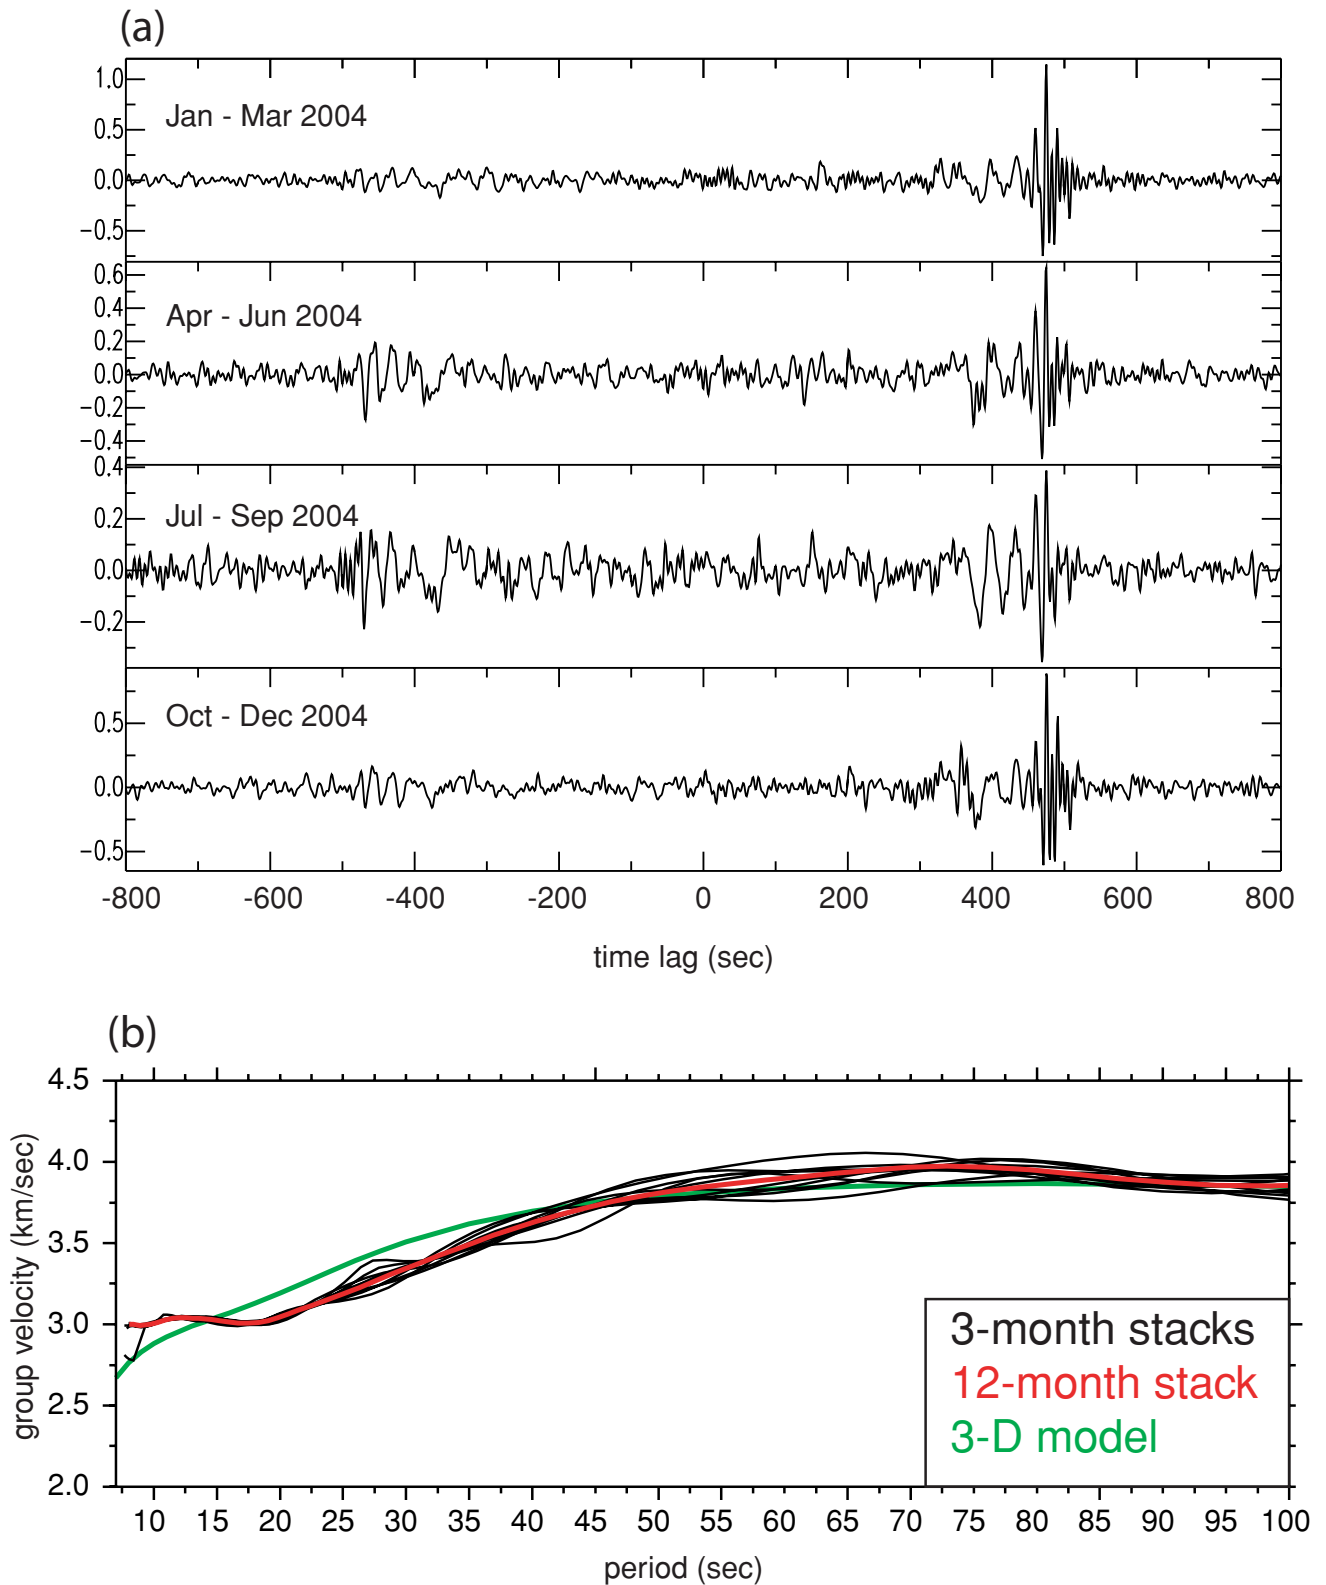 (a)
1.0
0.5
0.0
−0.5
Jan - Mar 2004
0.6
0.4
0.2
0.0
−0.2
−0.4
Apr - Jun 2004
0.4
0.2
0.0
−0.2
Jul - Sep 2004
0.5
0.0
−0.5
Oct - Dec 2004
-800 -600 -400 -200 0 200 400 600 800
time lag (sec)
(b)
4.5
4.0
3.5
3.0
2.5
2.0
group velocity (km/sec)
3-month stacks
12-month stack
3-D model
10 15 20 25 30 35 40 45 50 55 60 65 70 75 80 85 90 95 100
period (sec)